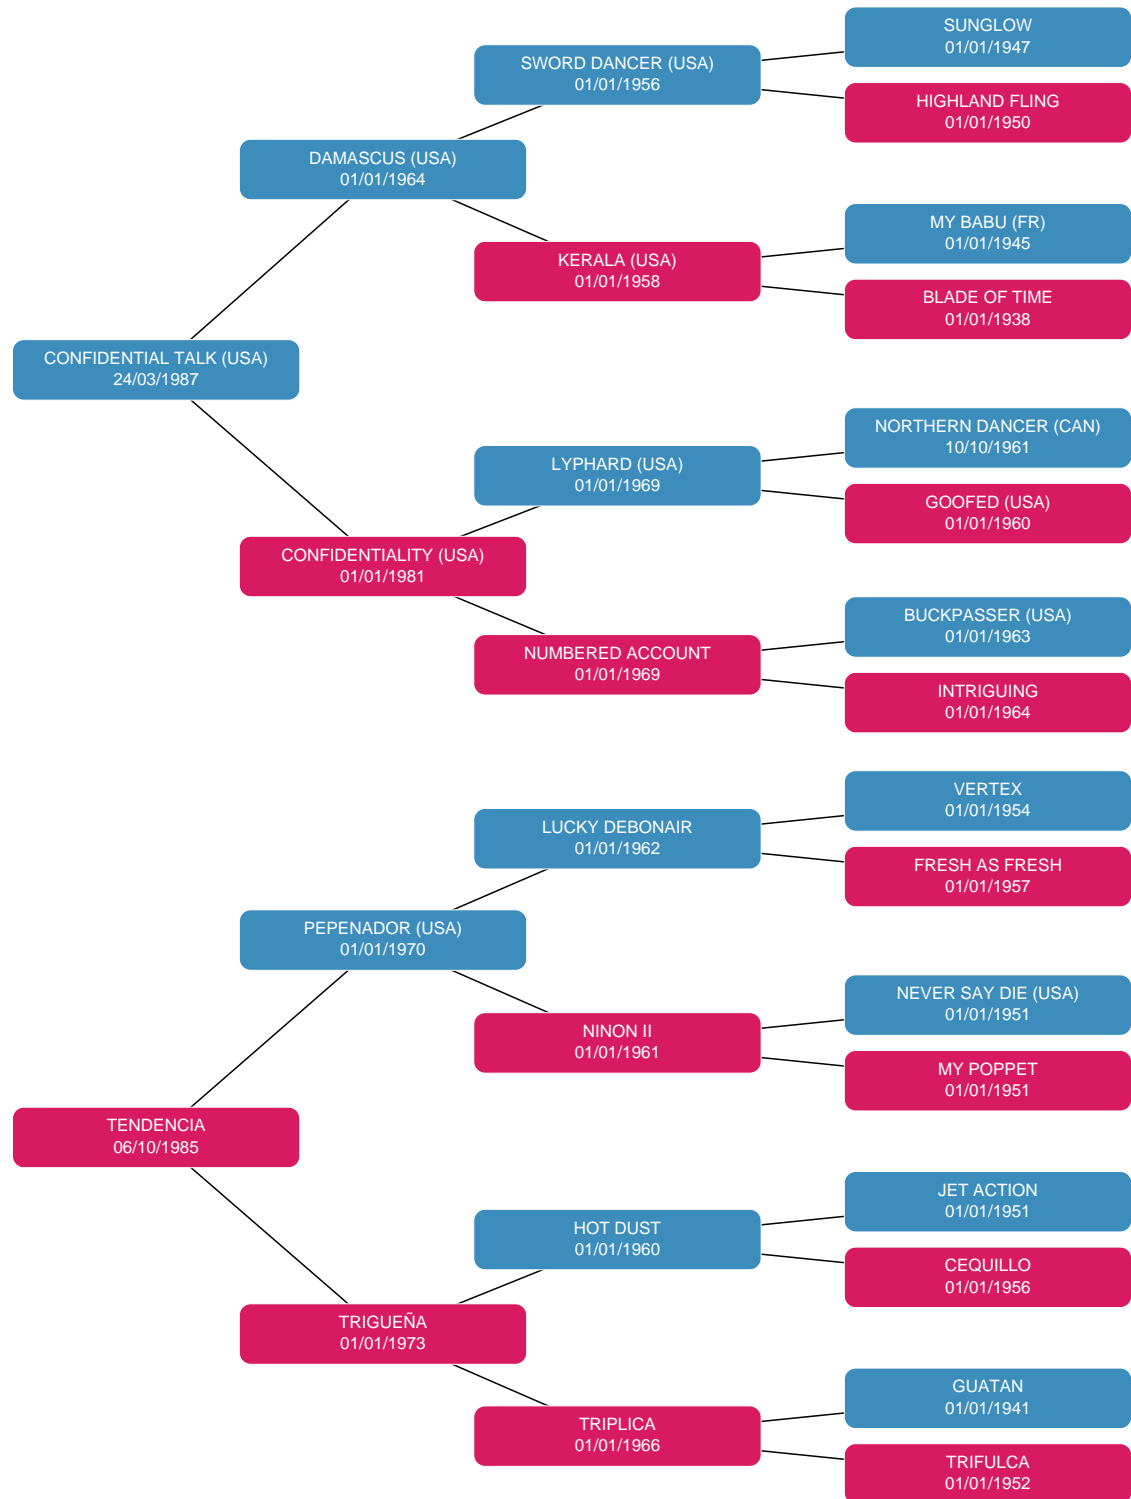 SUNGLOW
01/01/1947
SWORD DANCER (USA)
01/01/1956
HIGHLAND FLING
01/01/1950
DAMASCUS (USA)
01/01/1964
MY BABU (FR)
01/01/1945
KERALA (USA)
01/01/1958
BLADE OF TIME
01/01/1938
CONFIDENTIAL TALK (USA)
24/03/1987
NORTHERN DANCER (CAN)
10/10/1961
LYPHARD (USA)
01/01/1969
GOOFED (USA)
01/01/1960
CONFIDENTIALITY (USA)
01/01/1981
BUCKPASSER (USA)
01/01/1963
NUMBERED ACCOUNT
01/01/1969
INTRIGUING
01/01/1964
VERTEX
01/01/1954
LUCKY DEBONAIR
01/01/1962
FRESH AS FRESH
01/01/1957
PEPENADOR (USA)
01/01/1970
NEVER SAY DIE (USA)
01/01/1951
NINON II
01/01/1961
MY POPPET
01/01/1951
TENDENCIA
06/10/1985
JET ACTION
01/01/1951
HOT DUST
01/01/1960
CEQUILLO
01/01/1956
TRIGUEÑA
01/01/1973
GUATAN
01/01/1941
TRIPLICA
01/01/1966
TRIFULCA
01/01/1952